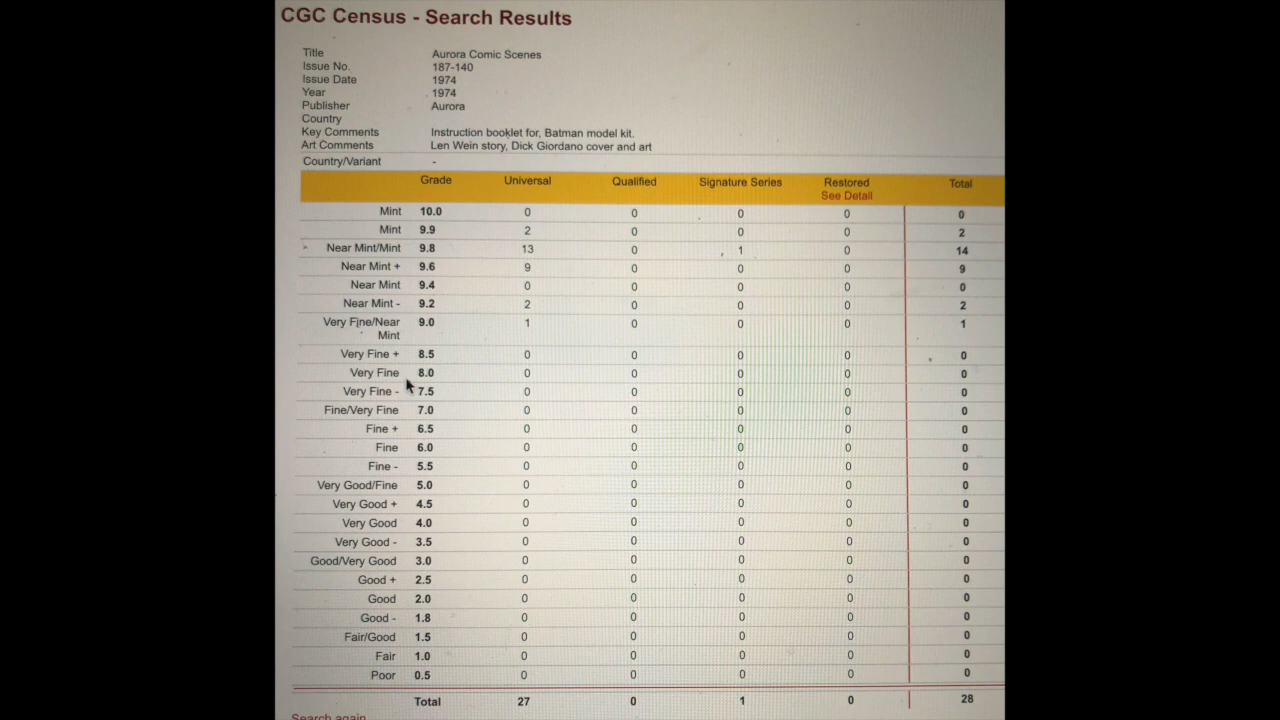 CGC Census - Search Results
Title Aurora Comic Scenes
Issue No. 187-140
Issue Date 1974
Year 1974
Publisher Aurora
Country
Key Comments Instruction booklet for, Batman model kit.
Art Comments Len Wein story, Dick Giordano cover and art
Country/Variant -
Grade Universal Qualified Signature Series Restored Total
See Detail
Mint 10.0 0 0 0 0 0
Mint 9.9 2 0 0 0 2
Near Mint/Mint 9.8 13 0 1 0 14
Near Mint + 9.6 9 0 0 0 9
Near Mint 9.4 0 0 0 0 0
Near Mint - 9.2 2 0 0 0 2
Very Fine/Near 9.0 1 0 0 0 1
Mint
Very Fine + 8.5 0 0 0 0 0
Very Fine 8.0 0 0 0 0 0
Very Fine - 7.5 0 0 0 0 0
Fine/Very Fine 7.0 0 0 0 0 0
Fine + 6.5 0 0 0 0 0
Fine 6.0 0 0 0 0 0
Fine - 5.5 0 0 0 0 0
Very Good/Fine 5.0 0 0 0 0 0
Very Good + 4.5 0 0 0 0 0
Very Good 4.0 0 0 0 0 0
Very Good - 3.5 0 0 0 0 0
Good/Very Good 3.0 0 0 0 0 0
Good + 2.5 0 0 0 0 0
Good 2.0 0 0 0 0 0
Good - 1.8 0 0 0 0 0
Fair/Good 1.5 0 0 0 0 0
Fair 1.0 0 0 0 0 0
Poor 0.5 0 0 0 0 0
Total 27 0 1 0 28
Search again